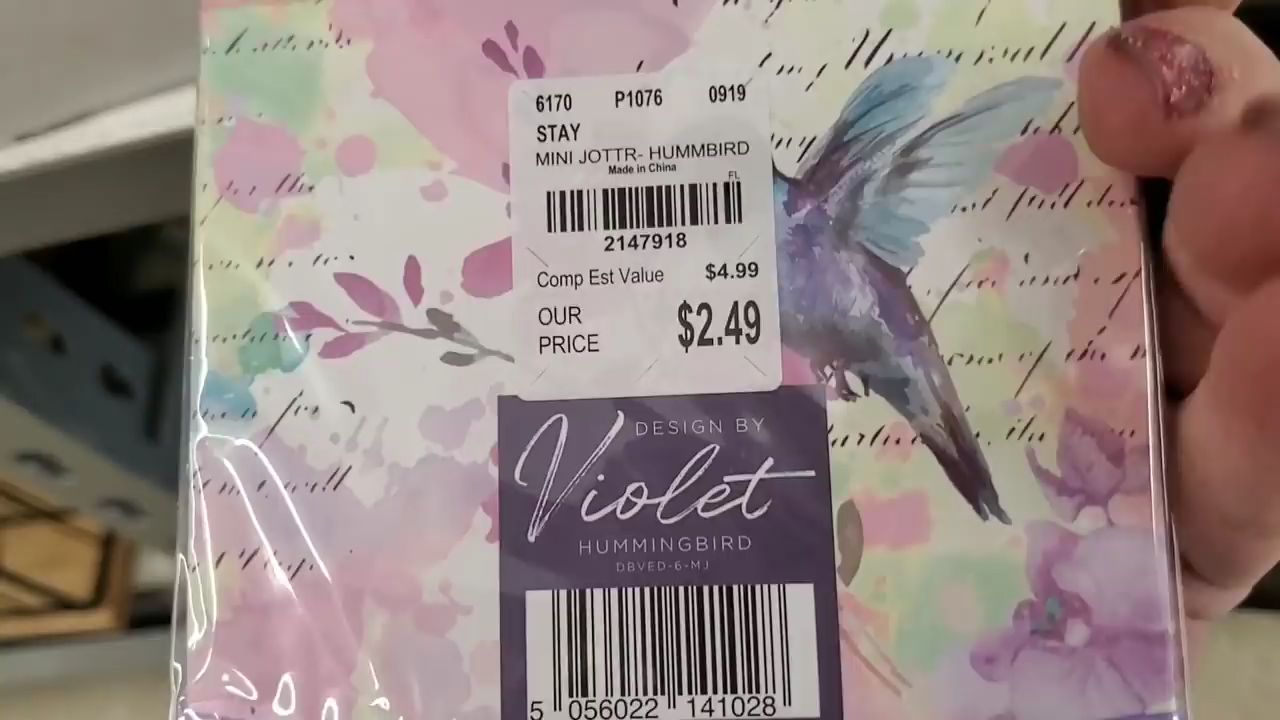 6170 P1076 0919
STAY
MINI JOTTR- HUMMBIRD
Made in China
FL
2147918
Comp Est Value $4.99
OUR
PRICE $2.49
DESIGN BY
Violet
HUMMINGBIRD
DBVED-6-MJ
5 056022 141028